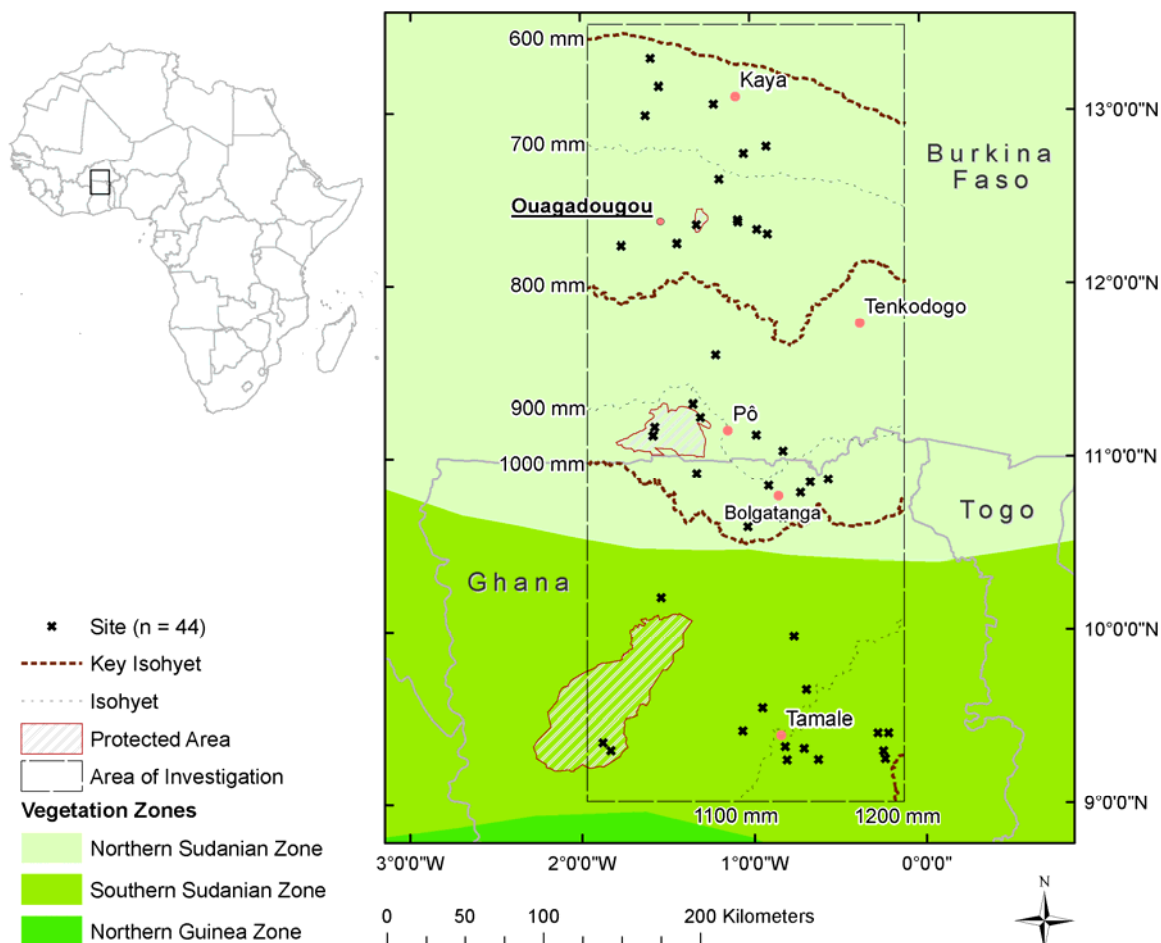 600 mm
Kaya
13°0'0"N
700 mm
Burkina
Faso
Ouagadougou
800 mm
12°0'0"N
Tenkodogo
900 mm
Pô
1000 mm
11°0'0"N
Bolgatanga
Togo
Ghana
10°0'0"N
Tamale
1100 mm
1200 mm
9°0'0"N
3°0'0"W
2°0'0"W
1°0'0"W
0°0'0"
Site (n = 44)
Key Isohyet
Isohyet
Protected Area
Area of Investigation
Vegetation Zones
Northern Sudanian Zone
Southern Sudanian Zone
Northern Guinea Zone
0 50 100 200 Kilometers
N